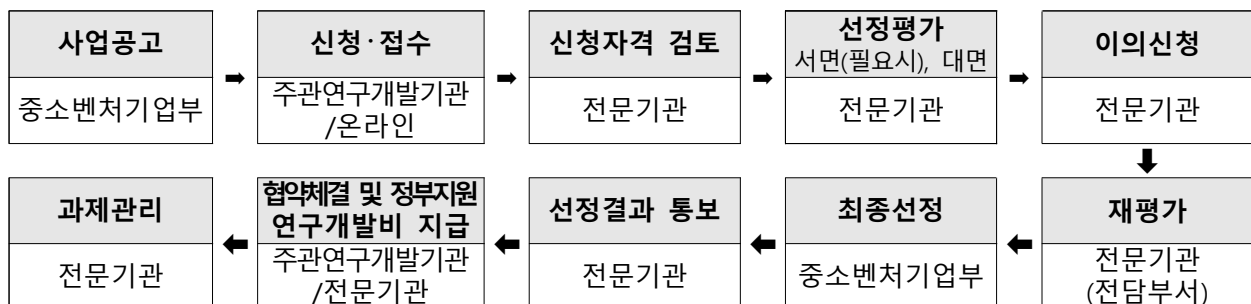 사업공고
중소벤처기업부
신청·접수
주관연구개발기관
/온라인
신청자격 검토
전문기관
선정평가
서면(필요시), 대면
전문기관
이의신청
전문기관
재평가
전문기관
(전담부서)
최종선정
중소벤처기업부
선정결과 통보
전문기관
협약체결 및 정부지원
연구개발비 지급
주관연구개발기관
/전문기관
과제관리
전문기관